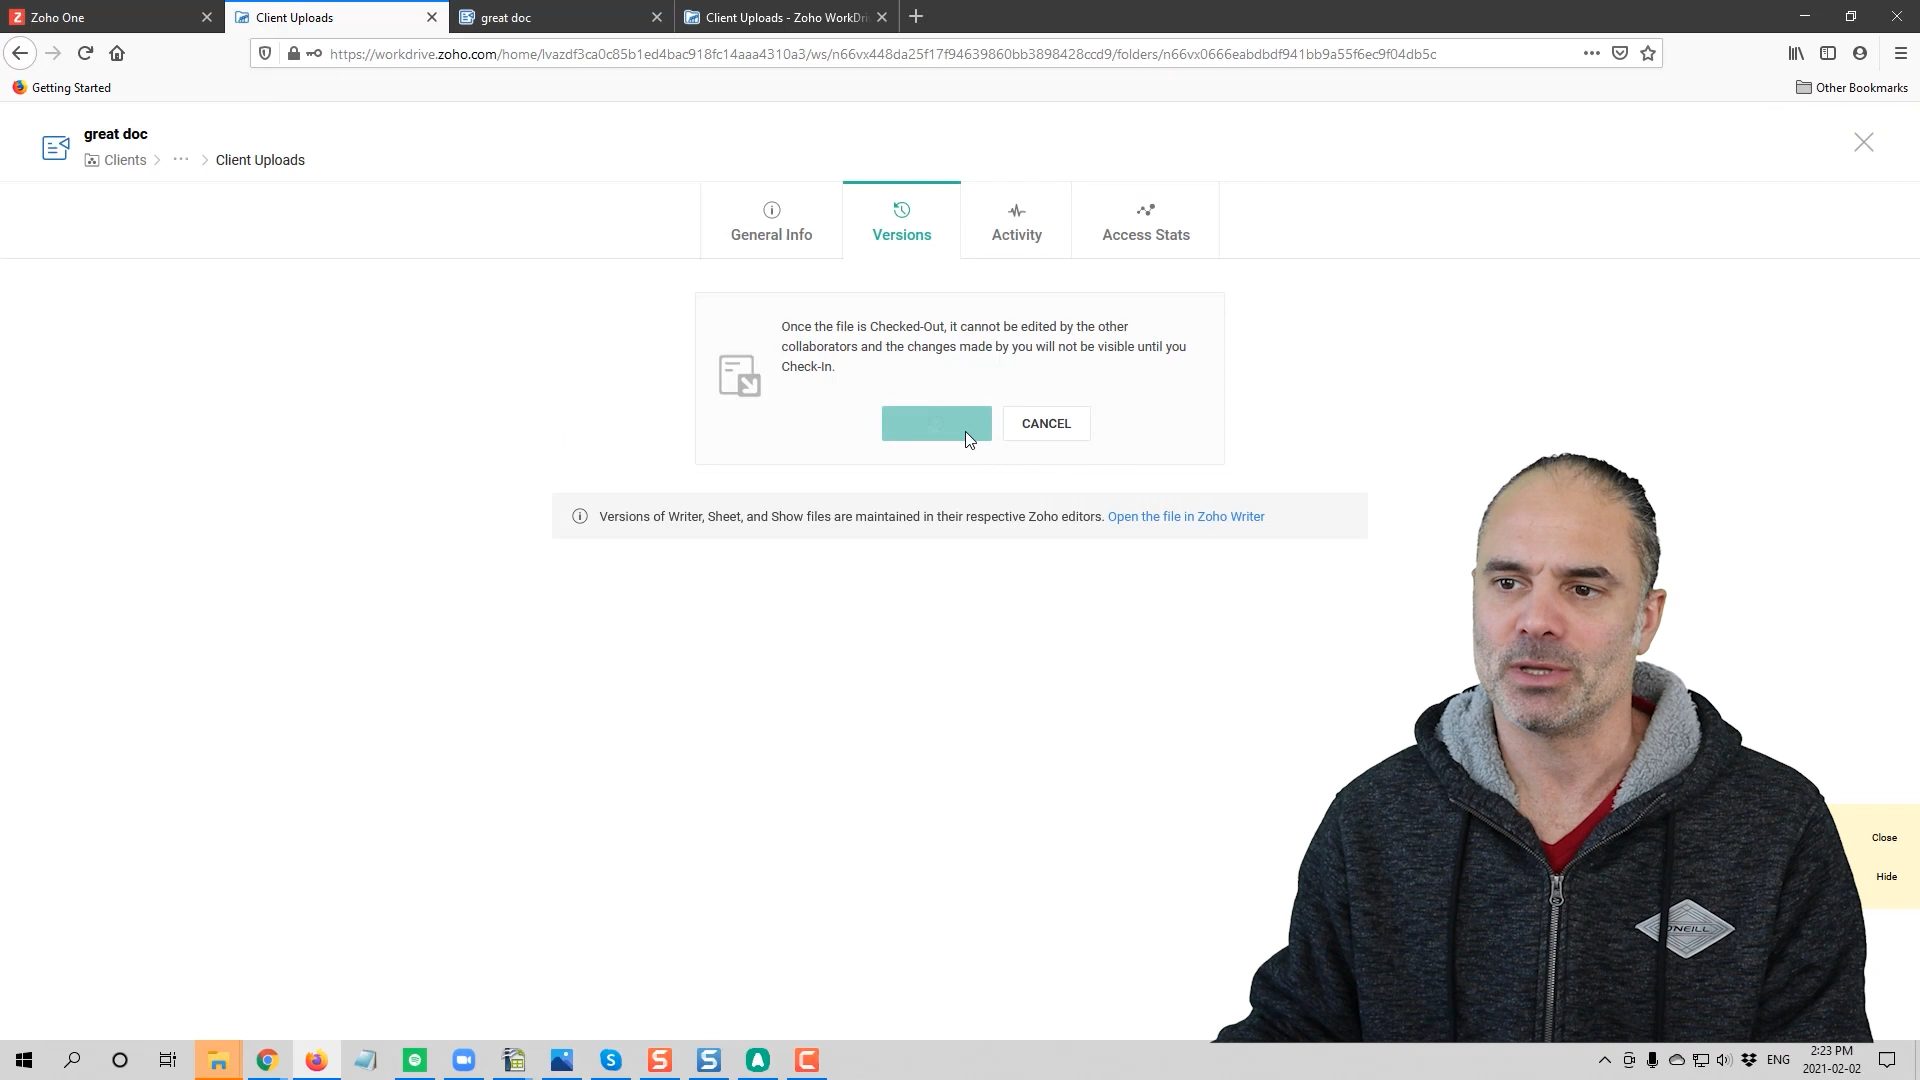 Zoho One
Client Uploads
great doc
Client Uploads - Zoho WorkDri
https://workdrive.zoho.com/home/lvazdf3ca0c85b1ed4bac918fc14aaa4310a3/ws/n66vx448da25f17f94639860bb3898428ccd9/folders/n66vx0666eabdbdf941bb9a55f6ec9f04db5c
Getting Started
Other Bookmarks
great doc
Clients > ··· > Client Uploads
General Info
Versions
Activity
Access Stats
Once the file is Checked-Out, it cannot be edited by the other
collaborators and the changes made by you will not be visible until you
Check-In.
CANCEL
Versions of Writer, Sheet, and Show files are maintained in their respective Zoho editors. Open the file in Zoho Writer
Close
Hide
O'NEILL
ENG
2:23 PM
2021-02-02